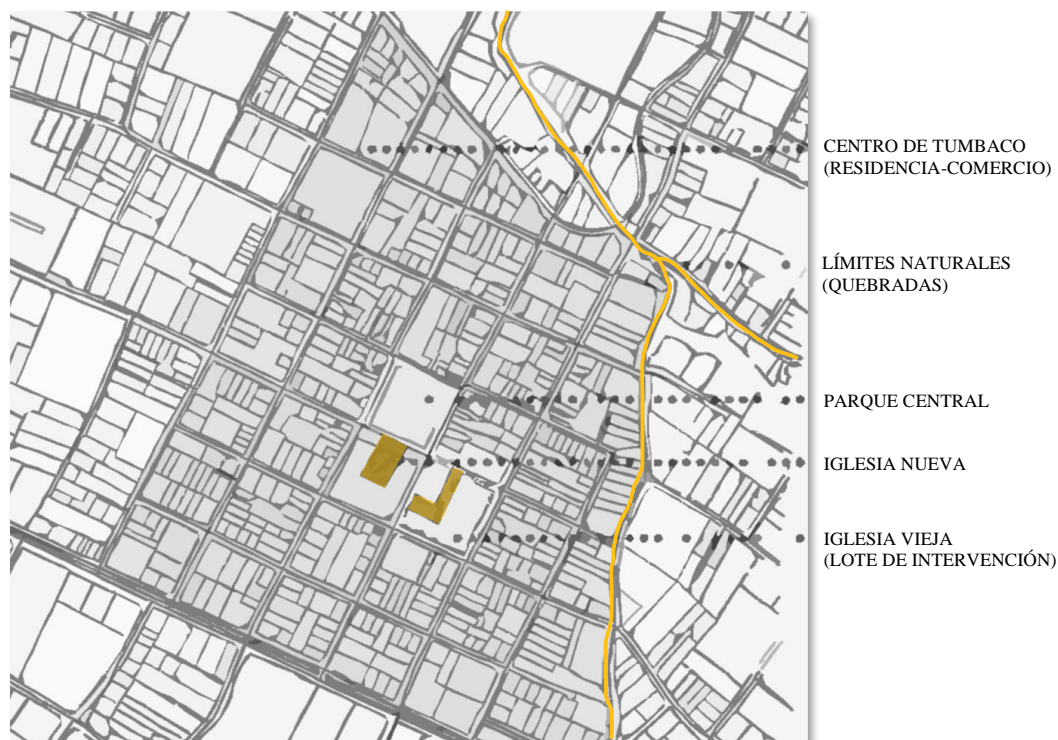 CENTRO DE TUMBACO
(RESIDENCIA-COMERCIO)
LÍMITES NATURALES
(QUEBRADAS)
PARQUE CENTRAL
IGLESIA NUEVA
IGLESIA VIEJA
(LOTE DE INTERVENCIÓN)